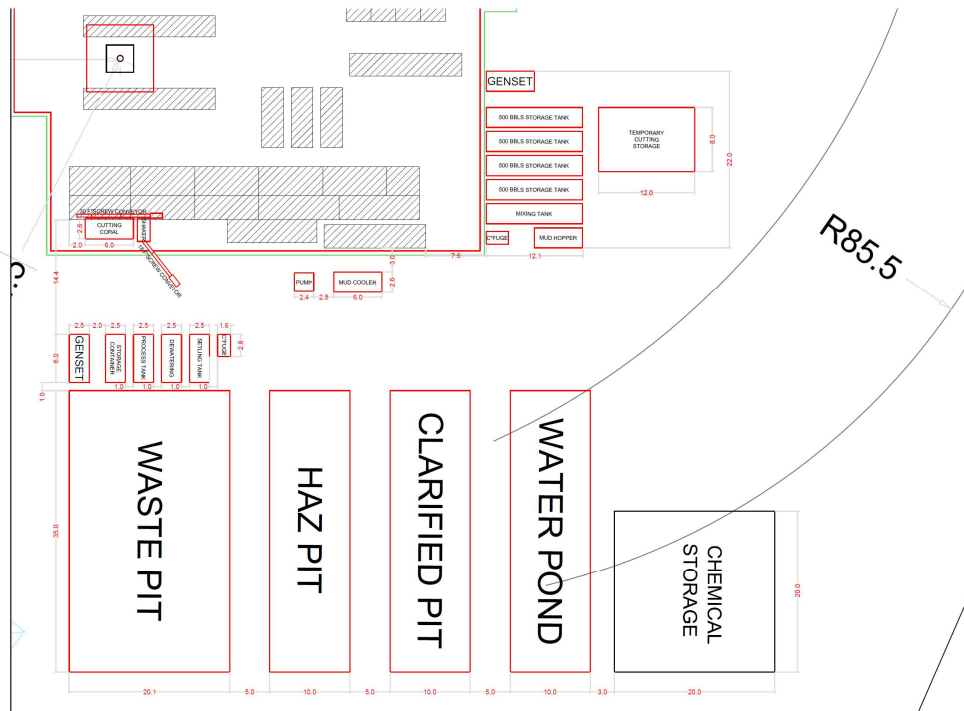 GENSET
500 BBLS STORAGE TANK
500 BBLS STORAGE TANK
500 BBLS STORAGE TANK
500 BBLS STORAGE TANK
MIXING TANK
C"FUGE
MUD HOPPER
TEMPORARY
CUTTING
STORAGE
8.0
12.0
22.0
7.6
12.1
R85.5
CUTTING
CORAL
SHAKER
2.6
2.0
6.0
14.4
3.0
PUMP
MUD COOLER
2.6
2.4
2.5
6.0
2.5
2.0
2.5
2.5
2.5
2.5
1.6
GENSET
STORAGE
CONTAINER
PROCESS TANK
DEWATERING
SETLING TANK
C"FUGE
2.8
6.0
1.0
1.0
1.0
1.0
WASTE PIT
HAZ PIT
CLARIFIED PIT
WATER POND
CHEMICAL
STORAGE
35.0
20.0
20.1
5.0
10.0
5.0
10.0
5.0
10.0
3.0
20.0